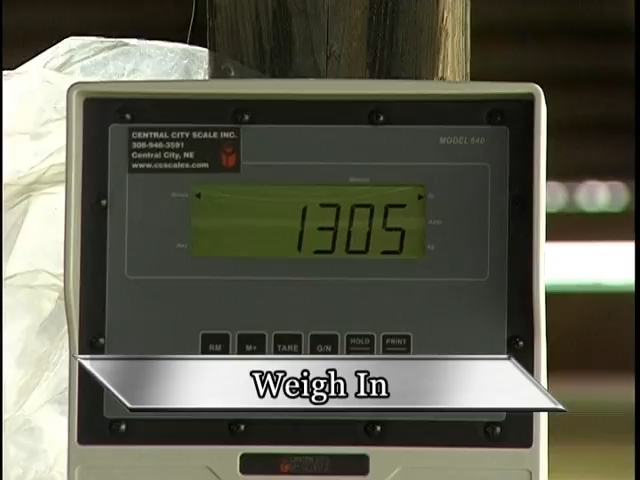 CENTRAL CITY SCALE INC.
308-946-3591
Central City, NE
www.ccscales.com
MODEL 640
1305
RM M+ TARE G/N HOLD PRINT
Weigh In